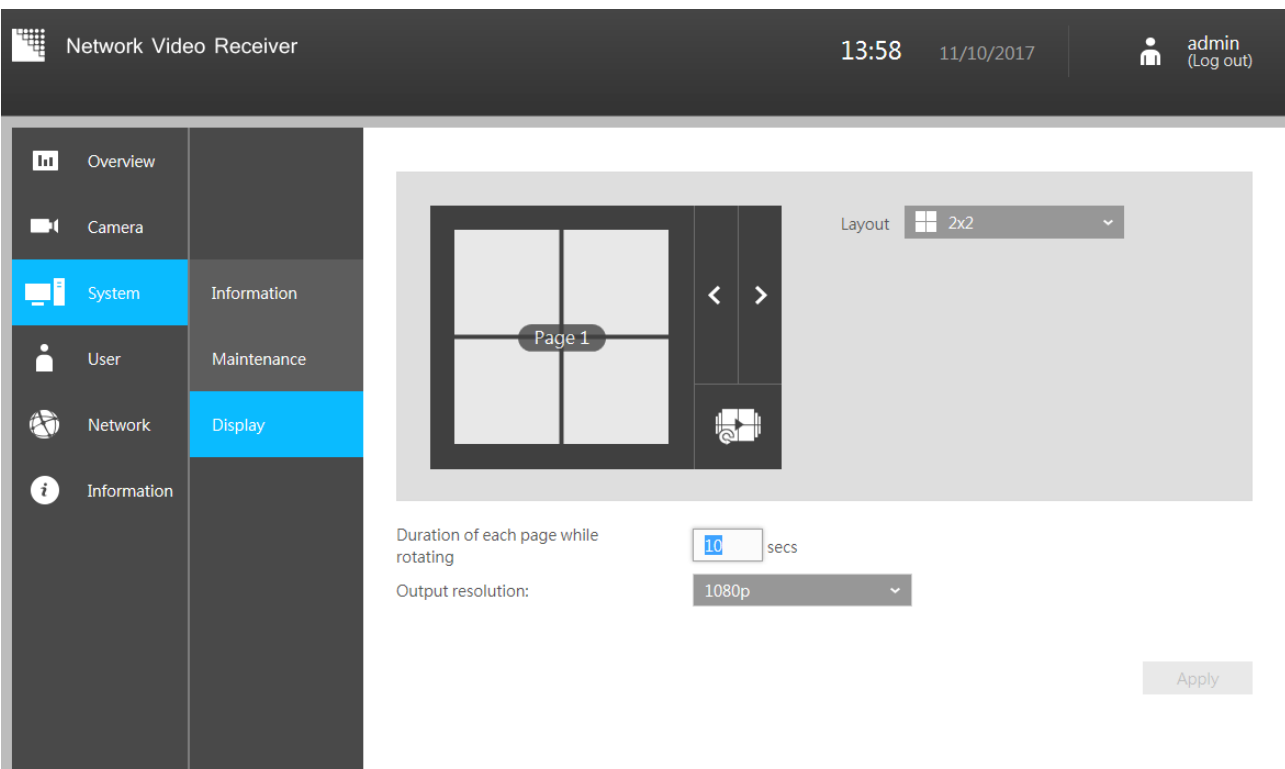 Network Video Receiver
13:58 11/10/2017
admin
(Log out)
Overview
Camera
System
User
Network
Information
Information
Maintenance
Display
Page 1
Layout 2x2
Duration of each page while
rotating
10 secs
Output resolution: 1080p
Apply